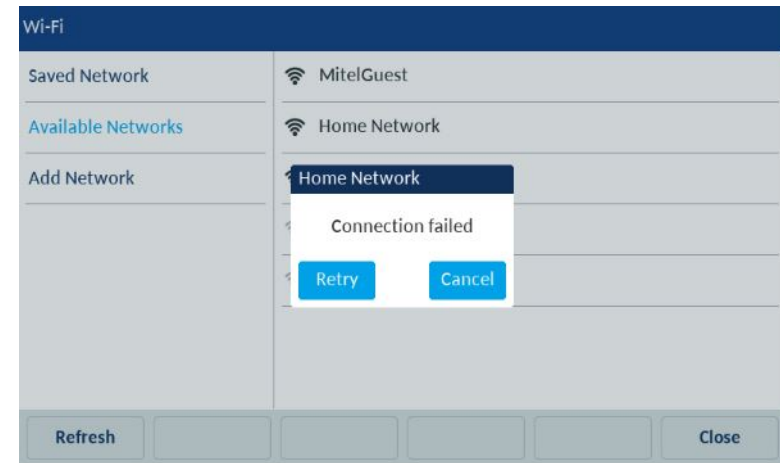 Wi-Fi
Saved Network
MitelGuest
Available Networks
Home Network
Add Network
Home Network
Connection failed
Retry
Cancel
Refresh
Close